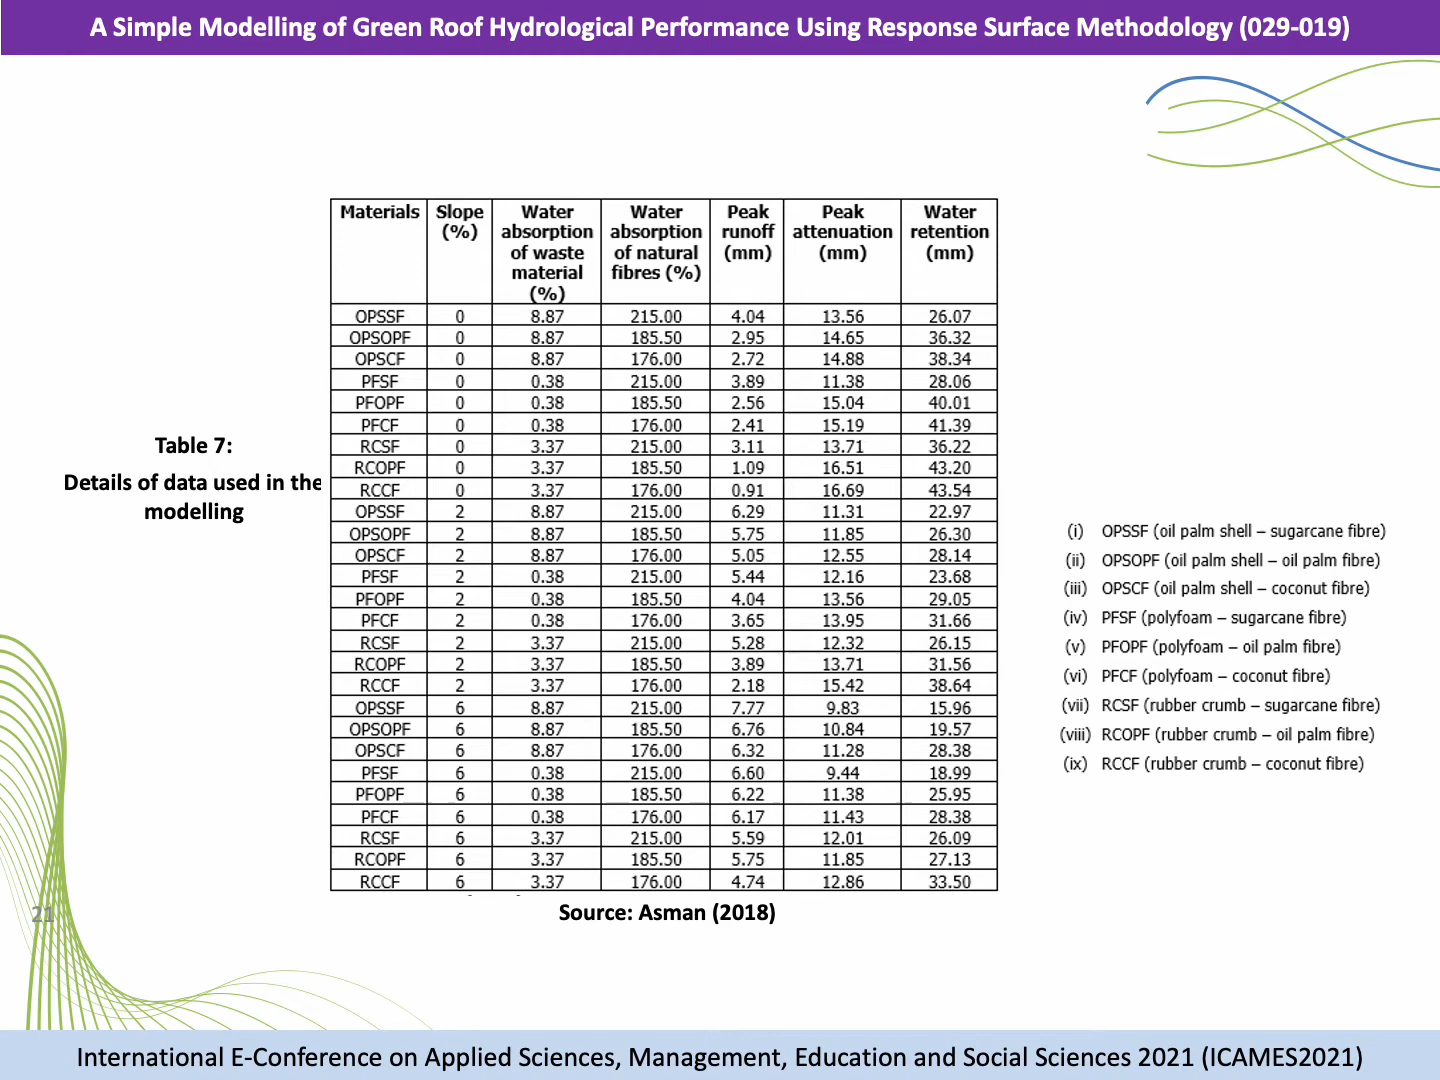 A Simple Modelling of Green Roof Hydrological Performance Using Response Surface Methodology (029-019)
Table 7:
Details of data used in the
modelling
Materials Slope (%) Water absorption of waste material (%) Water absorption of natural fibres (%) Peak runoff (mm) Peak attenuation (mm) Water retention (mm)
OPSSF 0 8.87 215.00 4.04 13.56 26.07
OPSOPF 0 8.87 185.50 2.95 14.65 36.32
OPSCF 0 8.87 176.00 2.72 14.88 38.34
PFSF 0 0.38 215.00 3.89 11.38 28.06
PFOPF 0 0.38 185.50 2.56 15.04 40.01
PFCF 0 0.38 176.00 2.41 15.19 41.39
RCSF 0 3.37 215.00 3.11 13.71 36.22
RCOPF 0 3.37 185.50 1.09 16.51 43.20
RCCF 0 3.37 176.00 0.91 16.69 43.54
OPSSF 2 8.87 215.00 6.29 11.31 22.97
OPSOPF 2 8.87 185.50 5.75 11.85 26.30
OPSCF 2 8.87 176.00 5.05 12.55 28.14
PFSF 2 0.38 215.00 5.44 12.16 23.68
PFOPF 2 0.38 185.50 4.04 13.56 29.05
PFCF 2 0.38 176.00 3.65 13.95 31.66
RCSF 2 3.37 215.00 5.28 12.32 26.15
RCOPF 2 3.37 185.50 3.89 13.71 31.56
RCCF 2 3.37 176.00 2.18 15.42 38.64
OPSSF 6 8.87 215.00 7.77 9.83 15.96
OPSOPF 6 8.87 185.50 6.76 10.84 19.57
OPSCF 6 8.87 176.00 6.32 11.28 28.38
PFSF 6 0.38 215.00 6.60 9.44 18.99
PFOPF 6 0.38 185.50 6.22 11.38 25.95
PFCF 6 0.38 176.00 6.17 11.43 28.38
RCSF 6 3.37 215.00 5.59 12.01 26.09
RCOPF 6 3.37 185.50 5.75 11.85 27.13
RCCF 6 3.37 176.00 4.74 12.86 33.50
Source: Asman (2018)
(i) OPSSF (oil palm shell – sugarcane fibre)
(ii) OPSOPF (oil palm shell – oil palm fibre)
(iii) OPSCF (oil palm shell – coconut fibre)
(iv) PFSF (polyfoam – sugarcane fibre)
(v) PFOPF (polyfoam – oil palm fibre)
(vi) PFCF (polyfoam – coconut fibre)
(vii) RCSF (rubber crumb – sugarcane fibre)
(viii) RCOPF (rubber crumb – oil palm fibre)
(ix) RCCF (rubber crumb – coconut fibre)
21
International E-Conference on Applied Sciences, Management, Education and Social Sciences 2021 (ICAMES2021)